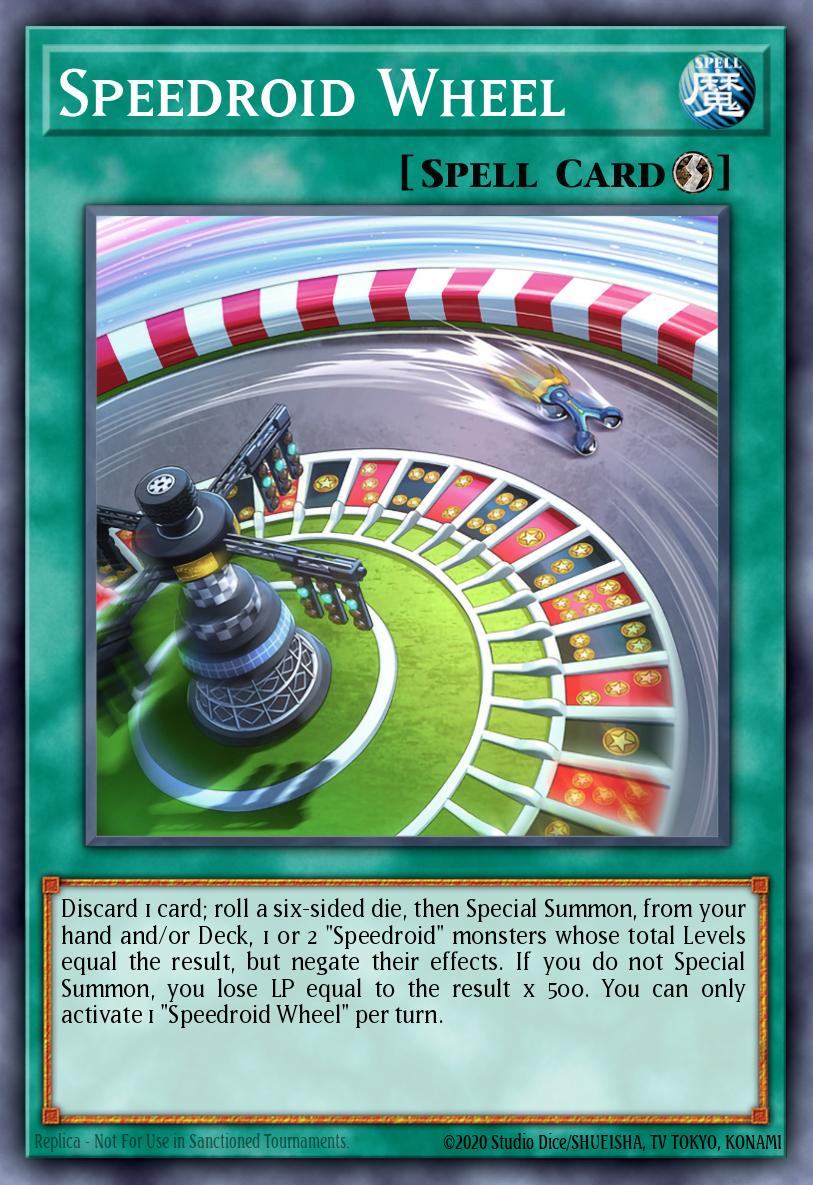 Speedroid Wheel
SPELL
魔
[Spell Card]
Discard 1 card; roll a six-sided die, then Special Summon, from your
hand and/or Deck, 1 or 2 "Speedroid" monsters whose total Levels
equal the result, but negate their effects. If you do not Special
Summon, you lose LP equal to the result x 500. You can only
activate 1 "Speedroid Wheel" per turn.
Replica - Not For Use in Sanctioned Tournaments.
©2020 Studio Dice/SHUEISHA, TV TOKYO, KONAMI